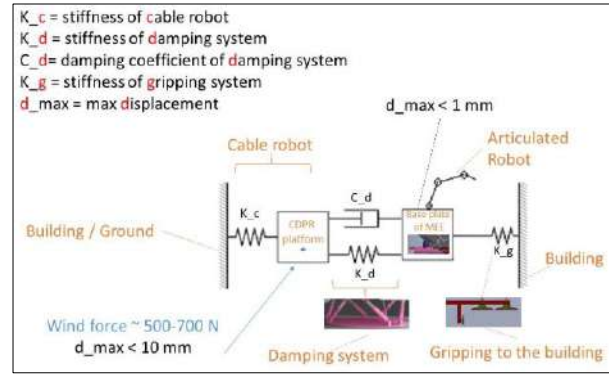 K_c = stiffness of cable robot
K_d = stiffness of damping system
C_d= damping coefficient of damping system
K_g = stiffness of gripping system
d_max = max displacement
d_max < 1 mm
Articulated
Robot
Cable robot
C_d
K_c
CDPR
platform
Base plate
of MEE
Building / Ground
K_d
K_g
Building
Wind force ~ 500-700 N
d_max < 10 mm
Damping system
Gripping to the building